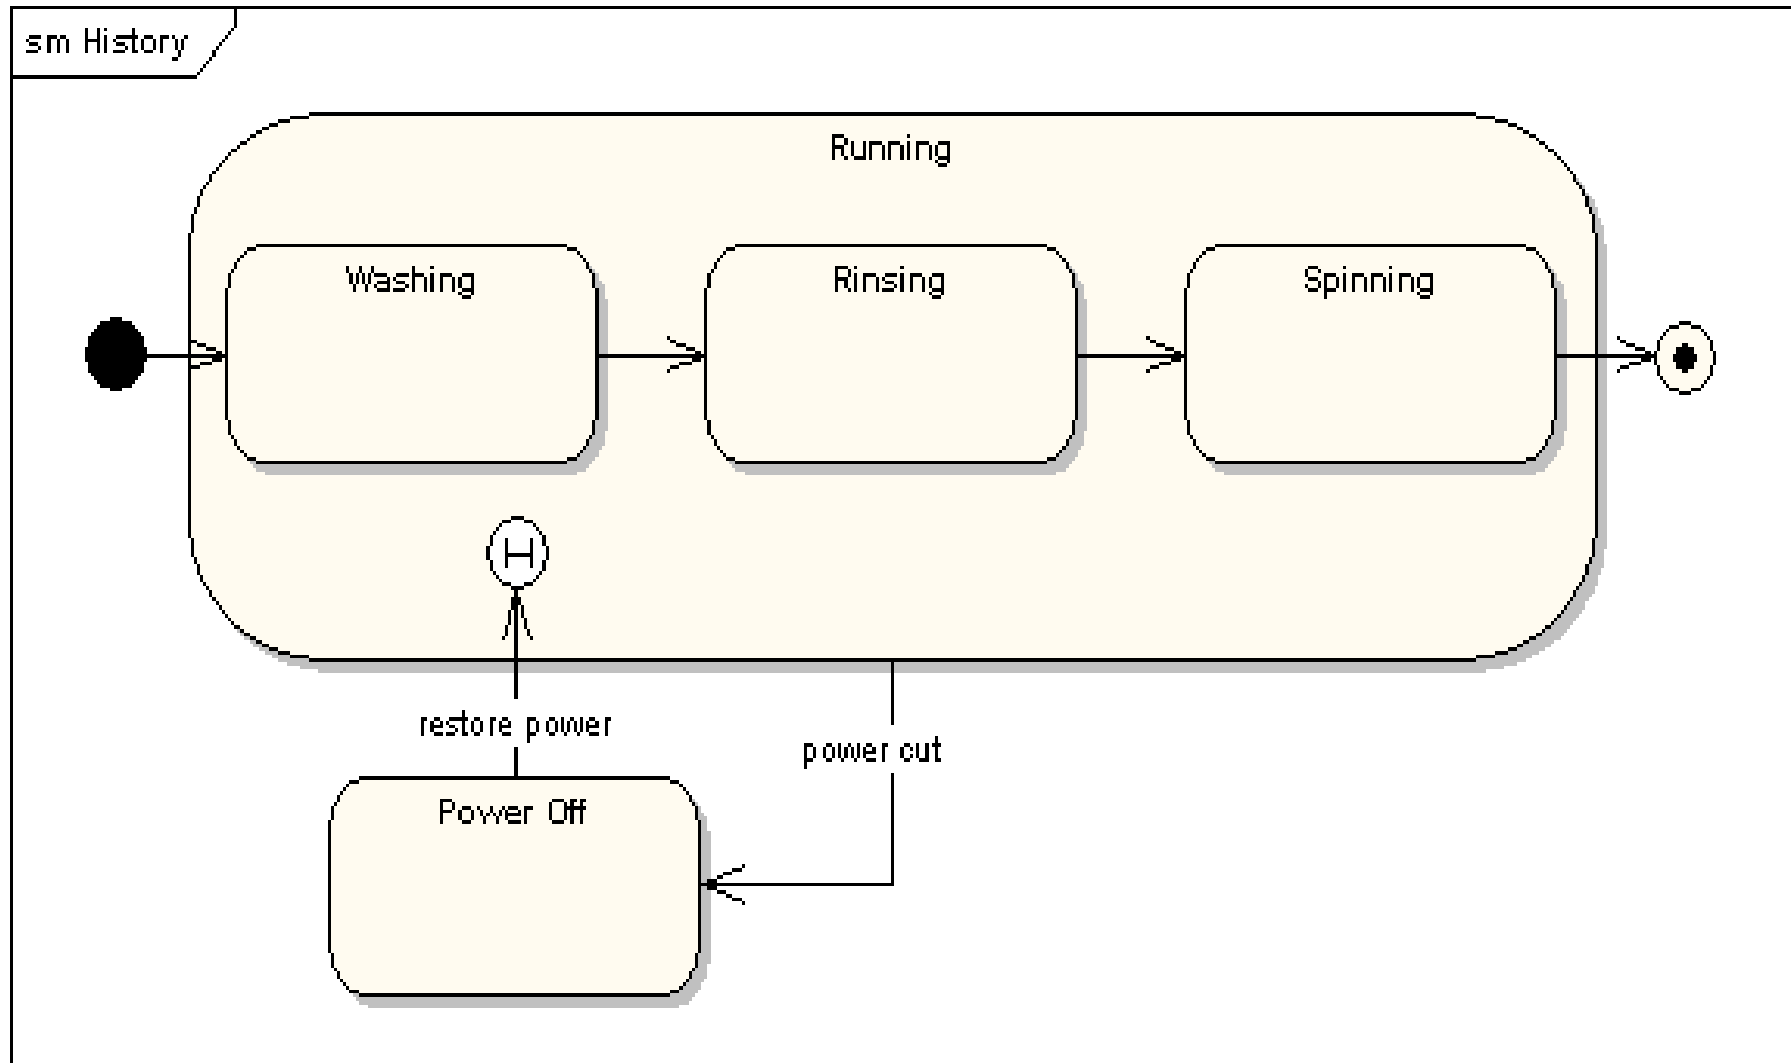 sm History
Running
Washing
Rinsing
Spinning
H
restore power
power cut
Power Off